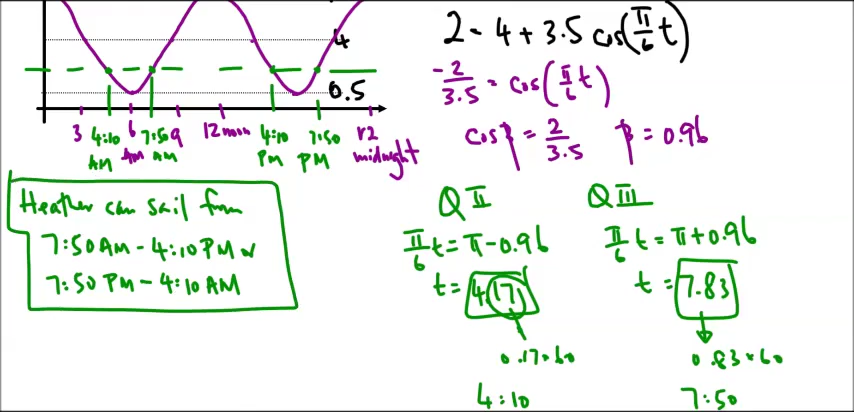 4
0.5
3 4:10 AM 6 AM 7:50 AM 9 12 noon 4:10 PM 7:50 PM 12 midnight
Heather can sail from
7:50 AM - 4:10 PM or
7:50 PM - 4:10 AM
2 = 4 + 3.5 cos(π/6 t)
-2/3.5 = cos(π/6 t)
cos β = 2/3.5 β = 0.96
Q II
π/6 t = π - 0.96
t = 4.17
0.17 × 60
4:10
Q III
π/6 t = π + 0.96
t = 7.83
0.83 × 60
7:50